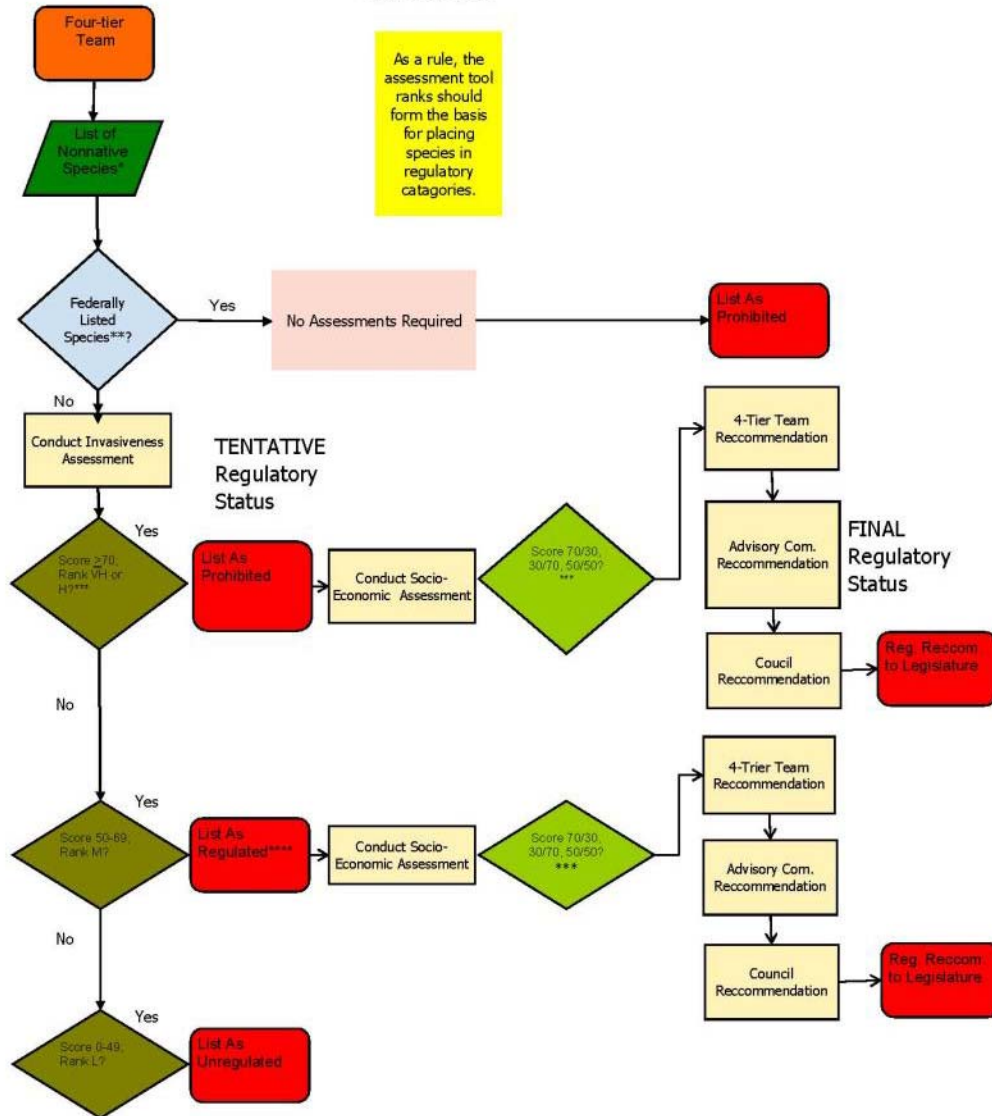 Four-tier
Team
As a rule, the
assessment tool
ranks should
form the basis
for placing
species in
regulatory
catagories.
List of
Nonnative
Species*
Federally
Listed
Species**?
Yes
No Assessments Required
List As
Prohibited
No
Conduct Invasiveness
Assessment
TENTATIVE
Regulatory
Status
4-Tier Team
Reccommendation
Yes
Score >70;
Rank VH or
H?***
List As
Prohibited
Conduct Socio-
Economic Assessment
Score 70/30,
30/70, 50/50?
***
Advisory Com.
Reccommendation
FINAL
Regulatory
Status
Coucil
Reccommendation
Reg. Reccom
to Legislature
No
4-Trier Team
Reccommendation
Yes
Score 50-69;
Rank M?
List As
Regulated****
Conduct Socio-
Economic Assessment
Score 70/30,
30/70, 50/50?
***
Advisory Com.
Reccommendation
No
Council
Reccommendation
Reg. Reccom
to Legislature
Yes
Score 0-49;
Rank L?
List As
Unregulated